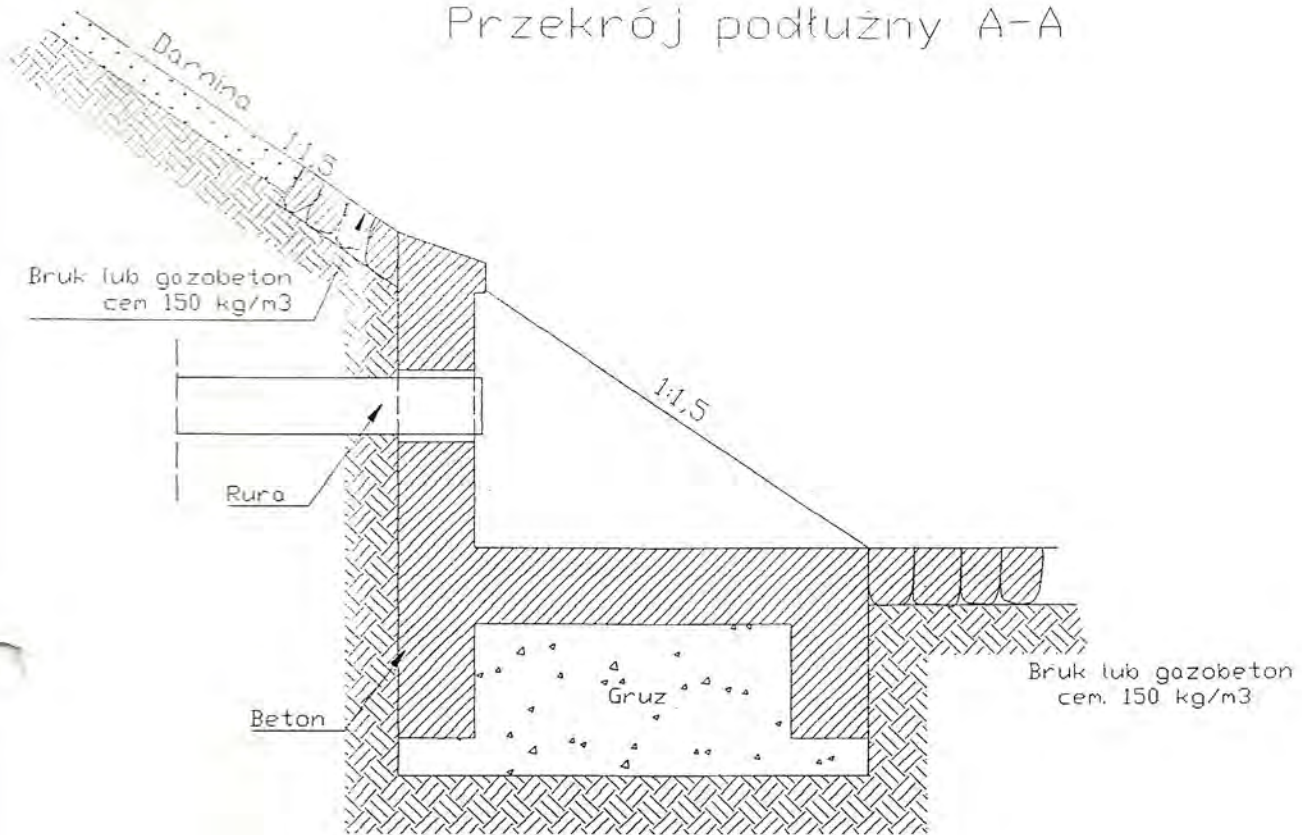 Przekrój podłużny A-A
Darnina
1:1,5
Bruk lub gazobeton
cem 150 kg/m3
1:1,5
Rura
Gruz
Beton
Bruk lub gazobeton
cem. 150 kg/m3